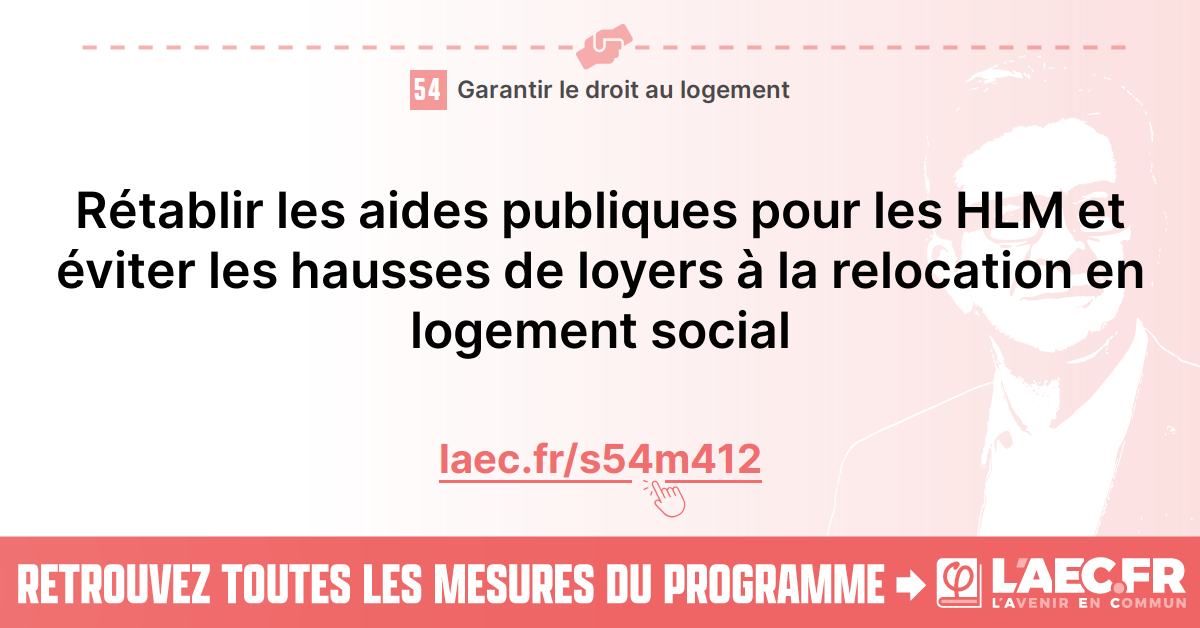 54 Garantir le droit au logement
Rétablir les aides publiques pour les HLM et
éviter les hausses de loyers à la relocation en
logement social
laec.fr/s54m412
RETROUVEZ TOUTES LES MESURES DU PROGRAMME
L'AEC.FR
L'AVENIR EN COMMUN